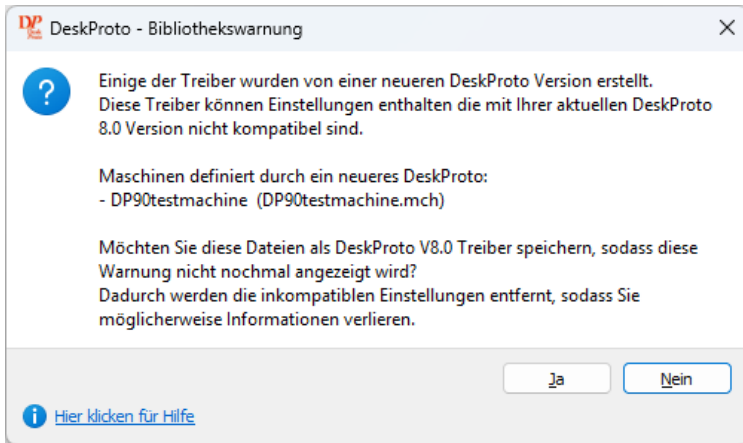 DeskProto - Bibliothekswarnung
Einige der Treiber wurden von einer neueren DeskProto Version erstellt.
Diese Treiber können Einstellungen enthalten die mit Ihrer aktuellen DeskProto
8.0 Version nicht kompatibel sind.
Maschinen definiert durch ein neueres DeskProto:
- DP90testmachine  (DP90testmachine.mch)
Möchten Sie diese Dateien als DeskProto V8.0 Treiber speichern, sodass diese
Warnung nicht nochmal angezeigt wird?
Dadurch werden die inkompatiblen Einstellungen entfernt, sodass Sie
möglicherweise Informationen verlieren.
Ja
Nein
Hier klicken für Hilfe